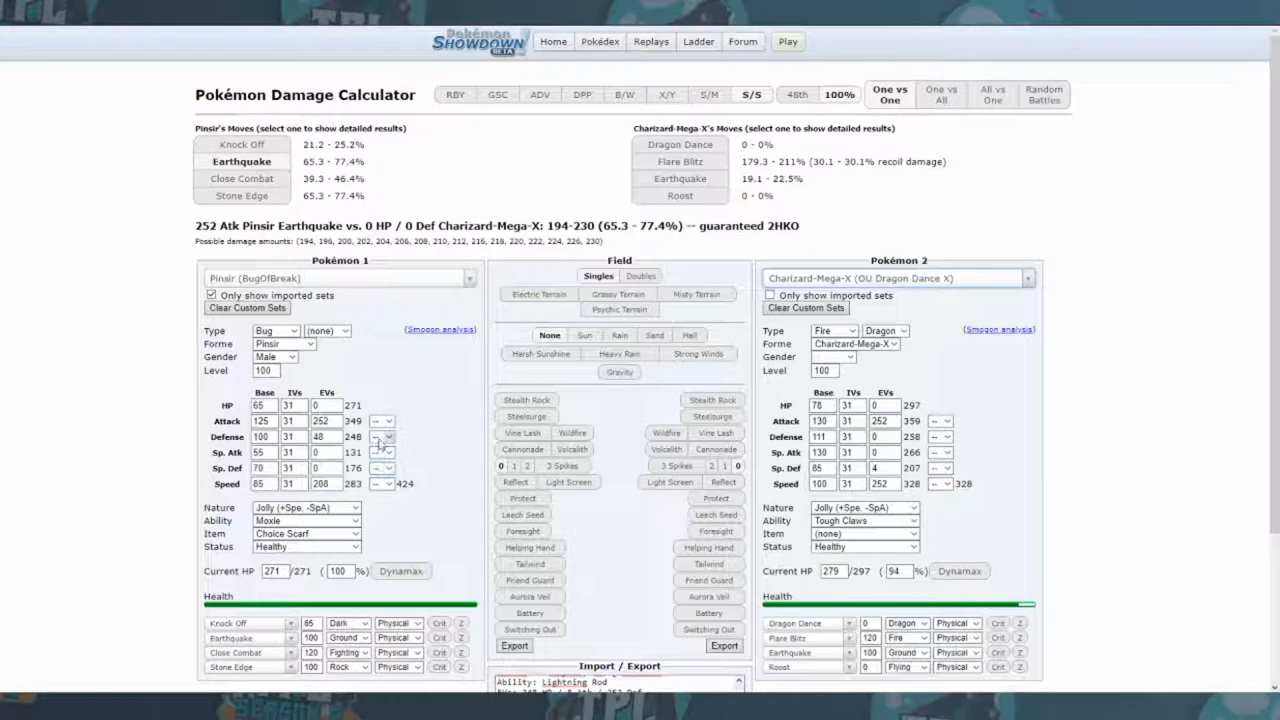 Pokémon
SHOWDOWN
BETA
Home Pokédex Replays Ladder Forum Play
Pokémon Damage Calculator RBY GSC ADV DPP B/W X/Y S/M S/S 48th 100% One vs One One vs All All vs One Random Battles
Pinsir's Moves (select one to show detailed results) Charizard-Mega-X's Moves (select one to show detailed results)
Knock Off 21.2 - 25.2% Dragon Dance 0 - 0%
Earthquake 65.3 - 77.4% Flare Blitz 179.3 - 211% (30.1 - 30.1% recoil damage)
Close Combat 39.3 - 46.4% Earthquake 19.1 - 22.5%
Stone Edge 65.3 - 77.4% Roost 0 - 0%
252 Atk Pinsir Earthquake vs. 0 HP / 0 Def Charizard-Mega-X: 194-230 (65.3 - 77.4%) -- guaranteed 2HKO
Possible damage amounts: (194, 196, 200, 202, 204, 206, 208, 210, 212, 216, 218, 220, 222, 224, 226, 230)
Pokémon 1 Field Pokémon 2
Pinsir (BugOfBreak) Singles Doubles Charizard-Mega-X (OU Dragon Dance X)
Only show imported sets Electric Terrain Grassy Terrain Misty Terrain Only show imported sets
Clear Custom Sets Psychic Terrain Clear Custom Sets
Type Bug (none) (Smogon analysis) None Sun Rain Sand Hail Type Fire Dragon (Smogon analysis)
Forme Pinsir Forme Charizard-Mega-X
Gender Male Harsh Sunshine Heavy Rain Strong Winds Gender
Level 100 Gravity Level 100
Base IVs EVs Base IVs EVs
HP 65 31 0 271 Stealth Rock Stealth Rock HP 78 31 0 297
Attack 125 31 252 349 -- Steelsurge Steelsurge Attack 130 31 252 359 --
Defense 100 31 48 248 -- Vine Lash Wildfire Wildfire Vine Lash Defense 111 31 0 258 --
Sp. Atk 55 31 0 131 -- Cannonade Volcalith Volcalith Cannonade Sp. Atk 130 31 0 266 --
Sp. Def 70 31 0 176 -- 0 1 2 3 Spikes 3 Spikes 2 1 0 Sp. Def 85 31 4 207 --
Speed 85 31 208 283 -- 424 Reflect Light Screen Light Screen Reflect Speed 100 31 252 328 -- 328
Protect Protect
Nature Jolly (+Spe, -SpA) Leech Seed Leech Seed Nature Jolly (+Spe, -SpA)
Ability Moxie Foresight Foresight Ability Tough Claws
Item Choice Scarf Item (none)
Status Healthy Helping Hand Helping Hand Status Healthy
Tailwind Tailwind
Current HP 271 /271 ( 100 %) Dynamax Friend Guard Friend Guard Current HP 279 /297 ( 94 %) Dynamax
Health Aurora Veil Aurora Veil Health
Battery Battery
Knock Off 65 Dark Physical Crit Z Switching Out Switching Out Dragon Dance 0 Dragon Physical Crit Z
Earthquake 100 Ground Physical Crit Z Export Export Flare Blitz 120 Fire Physical Crit Z
Close Combat 120 Fighting Physical Crit Z Earthquake 100 Ground Physical Crit Z
Stone Edge 100 Rock Physical Crit Z Import / Export Roost 0 Flying Physical Crit Z
Ability: Lightning Rod
TPL